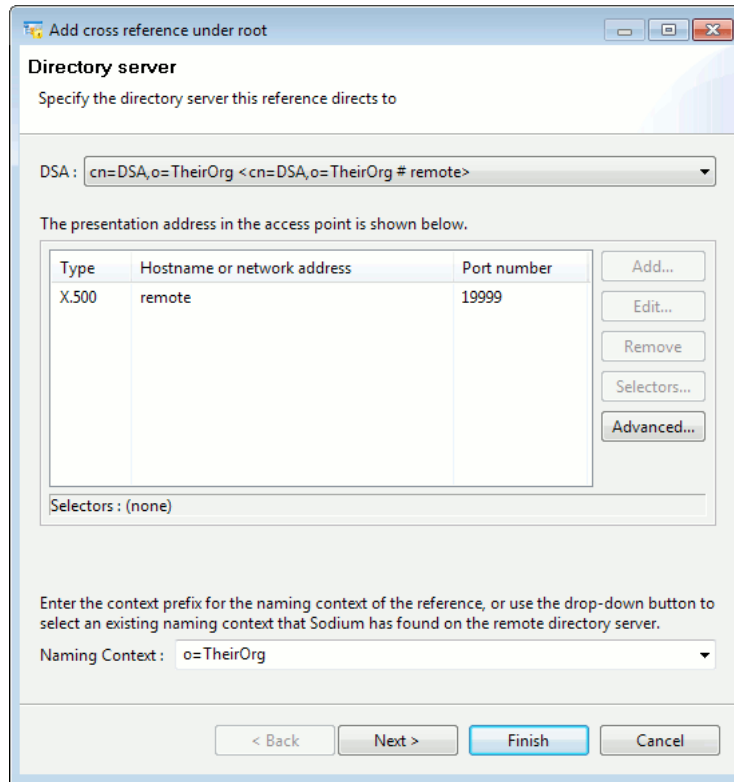 Add cross reference under root
Directory server
Specify the directory server this reference directs to
DSA : cn=DSA,o=TheirOrg <cn=DSA,o=TheirOrg # remote>
The presentation address in the access point is shown below.
Type Hostname or network address Port number
X.500 remote 19999
Add...
Edit...
Remove
Selectors...
Advanced...
Selectors : (none)
Enter the context prefix for the naming context of the reference, or use the drop-down button to
select an existing naming context that Sodium has found on the remote directory server.
Naming Context : o=TheirOrg
< Back Next > Finish Cancel